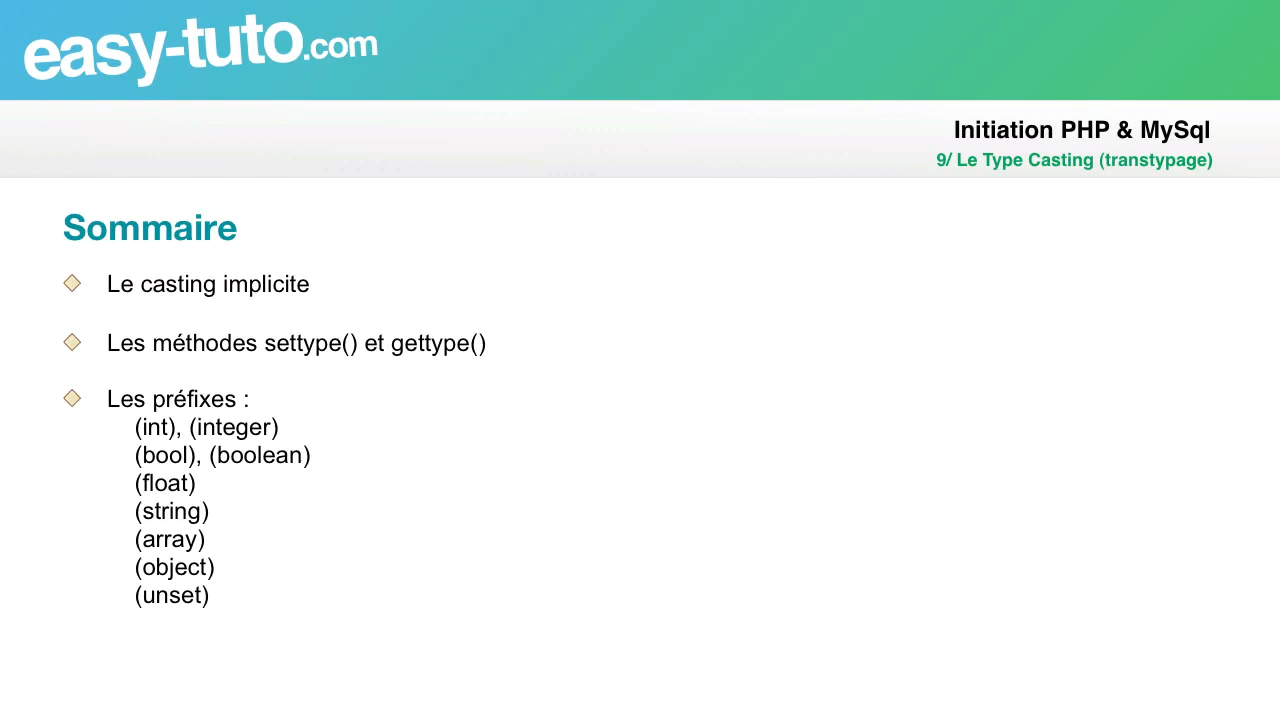 easy-tuto.com
Initiation PHP & MySql
9/ Le Type Casting (transtypage)
Sommaire
Le casting implicite
Les méthodes settype() et gettype()
Les préfixes :
(int), (integer)
(bool), (boolean)
(float)
(string)
(array)
(object)
(unset)